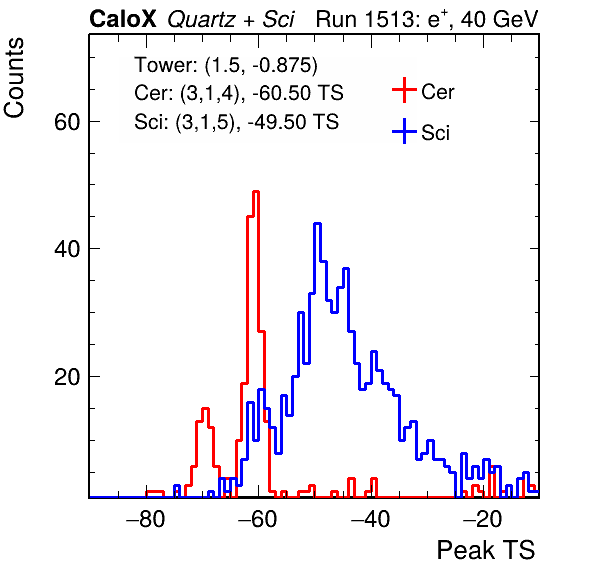 CaloX Quartz + Sci Run 1513: e+, 40 GeV
Counts
Tower: (1.5, -0.875)
Cer: (3,1,4), -60.50 TS
Sci: (3,1,5), -49.50 TS
Cer
Sci
60
40
20
−80 −60 −40 −20
Peak TS